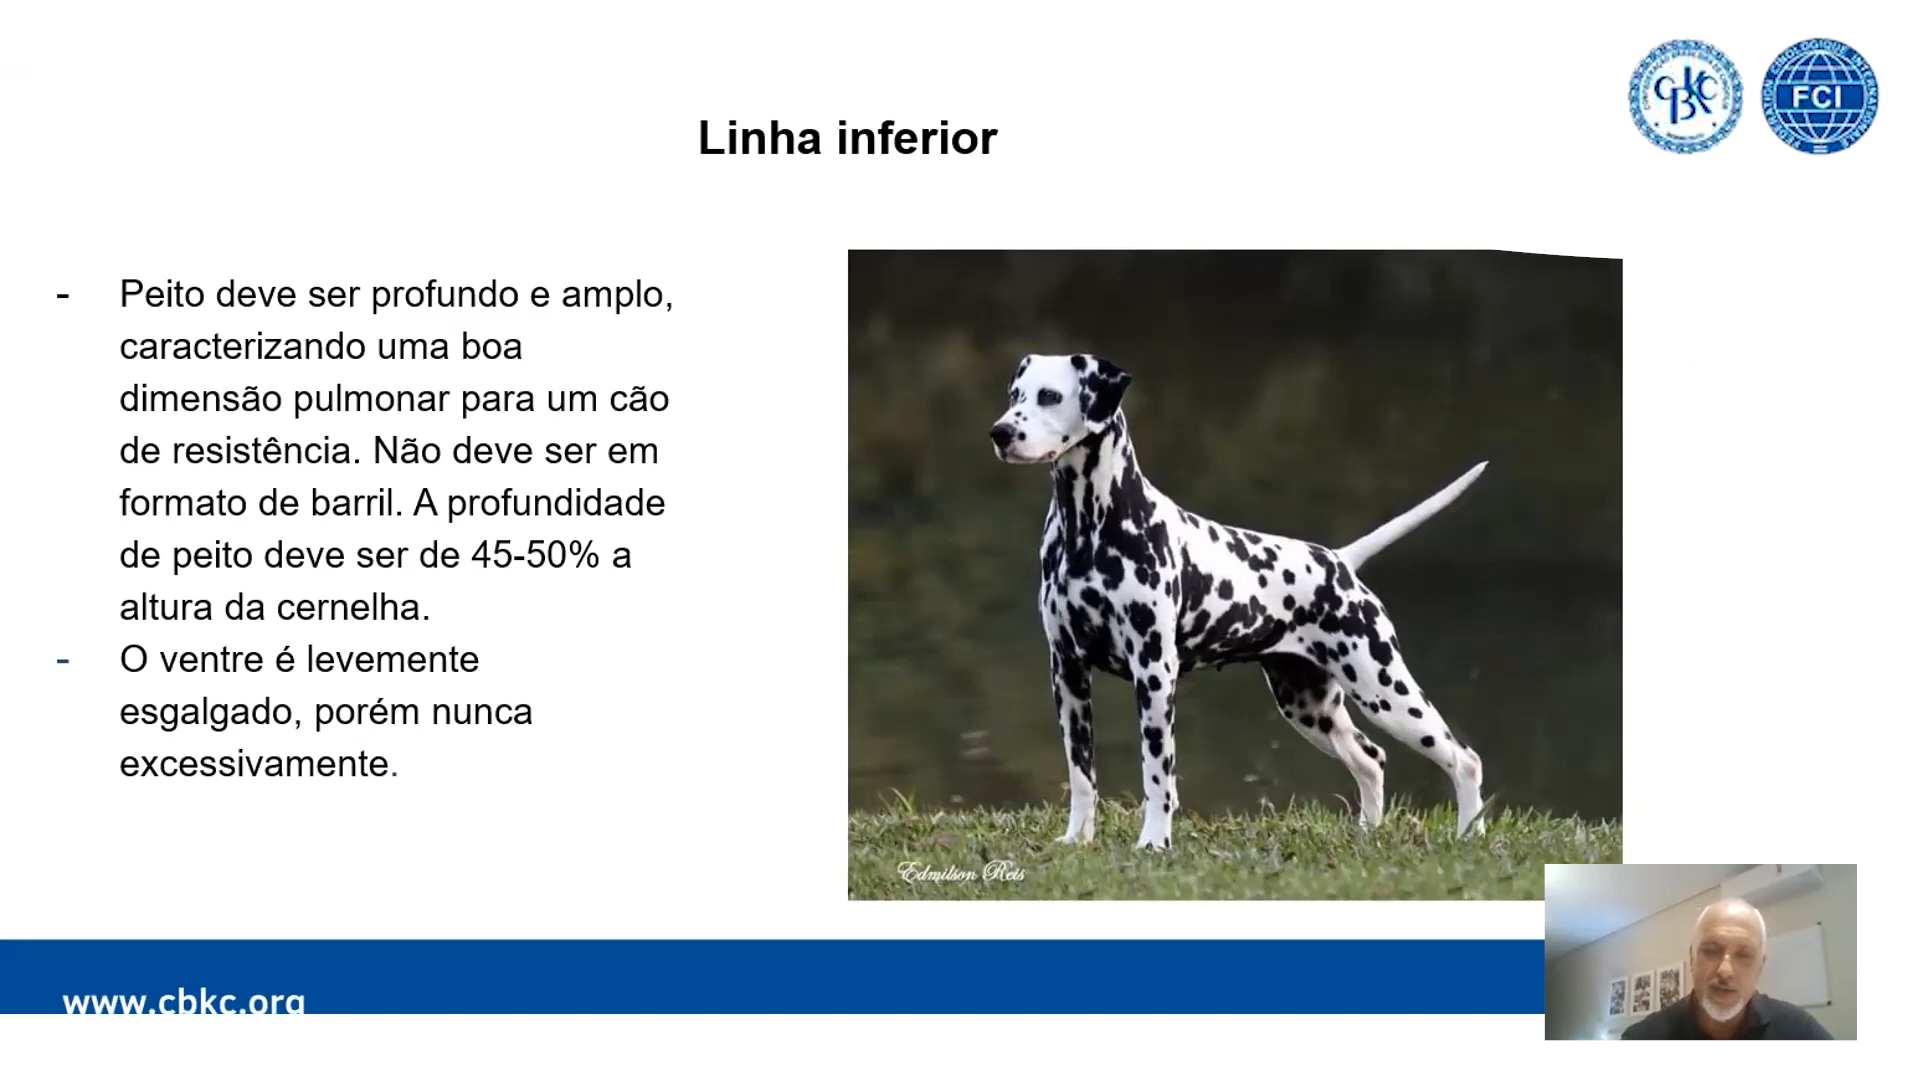 Linha inferior
CBKC
FCI
- Peito deve ser profundo e amplo,
caracterizando uma boa
dimensão pulmonar para um cão
de resistência. Não deve ser em
formato de barril. A profundidade
de peito deve ser de 45-50% a
altura da cernelha.
- O ventre é levemente
esgalgado, porém nunca
excessivamente.
Edmilson Reis
www.cbkc.org